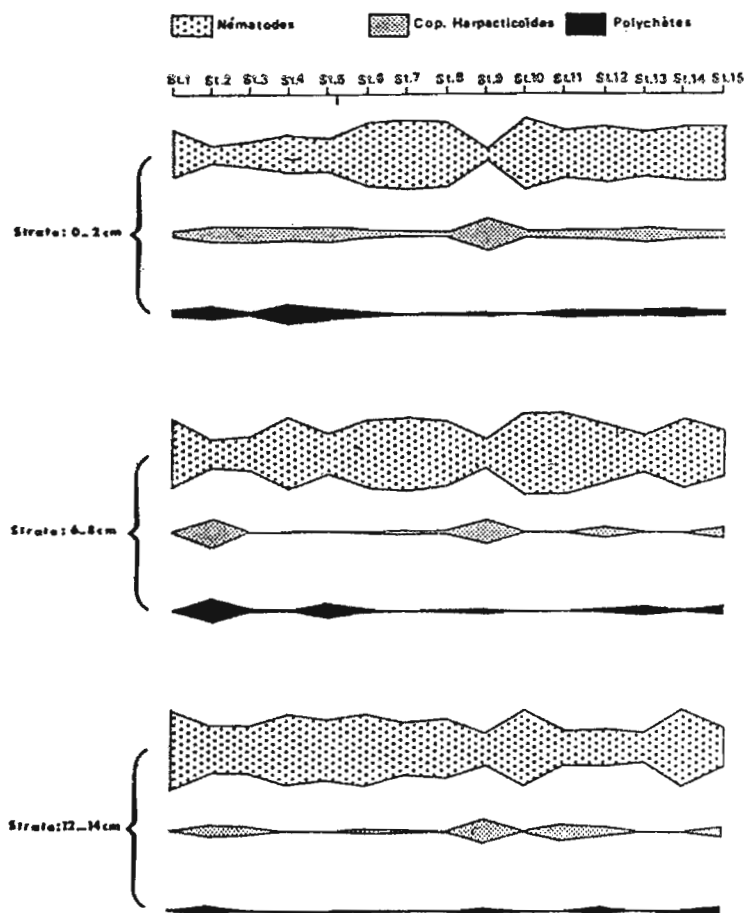 Nématodes Cop. Harpacticoïdes Polychètes
St.1 St.2 St.3 St.4 St.5 St.6 St.7 St.8 St.9 St.10 St.11 St.12 St.13 St.14 St.15
Strate: 0_2cm
Strate: 6_8cm
Strate: 12_14cm